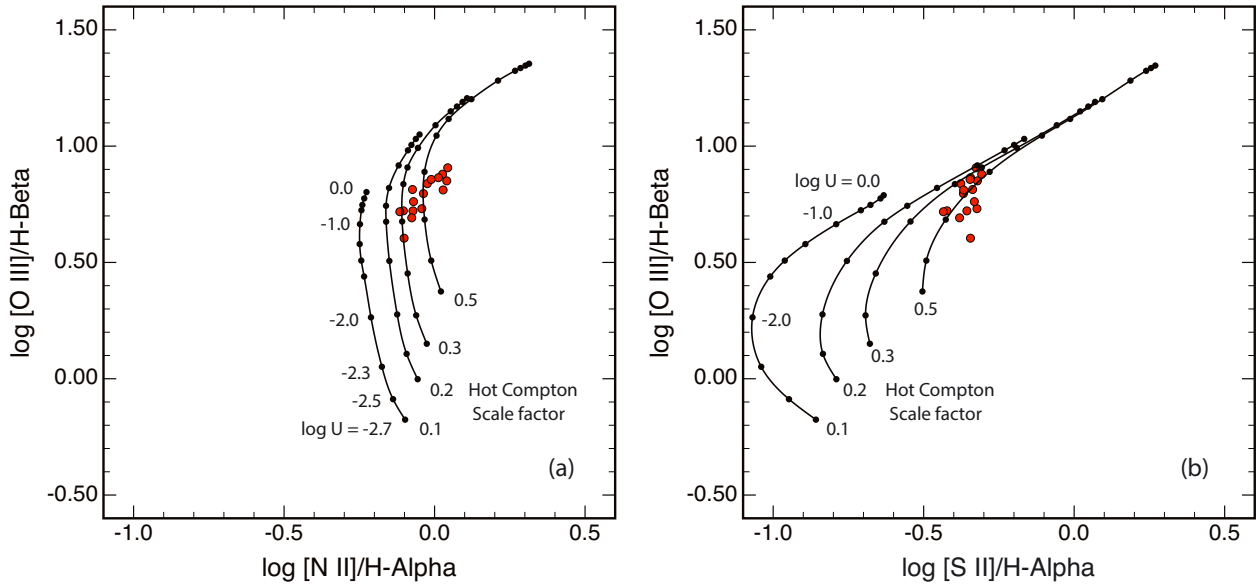 1.50
1.00
0.50
0.00
-0.50
log [O III]/H-Beta
0.0
-1.0
-2.0
-2.3
-2.5
log U = -2.7
0.5
0.3
0.2
0.1
Hot Compton
Scale factor
(a)
-1.0
-0.5
0.0
0.5
log [N II]/H-Alpha
1.50
1.00
0.50
0.00
-0.50
log [O III]/H-Beta
log U = 0.0
-1.0
-2.0
0.5
0.3
0.2
0.1
Hot Compton
Scale factor
(b)
-1.0
-0.5
0.0
0.5
log [S II]/H-Alpha